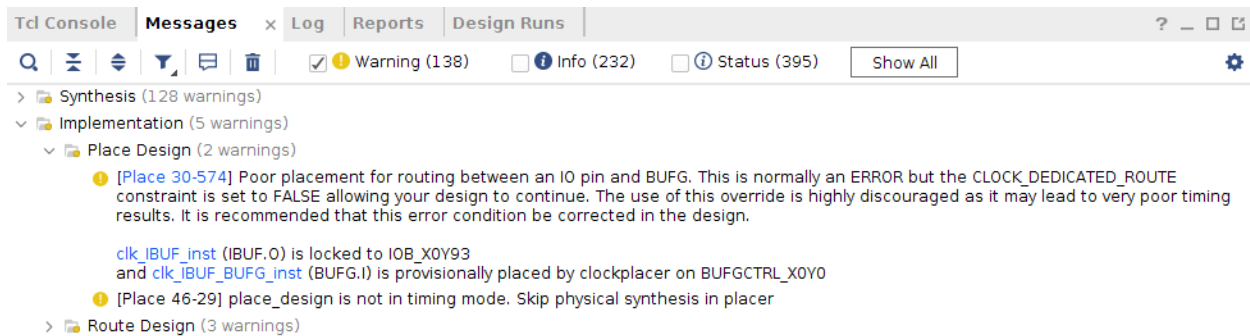 Tcl Console Messages × Log Reports Design Runs ? _
Warning (138) Info (232) Status (395) Show All
Synthesis (128 warnings)
Implementation (5 warnings)
Place Design (2 warnings)
[Place 30-574] Poor placement for routing between an IO pin and BUFG. This is normally an ERROR but the CLOCK_DEDICATED_ROUTE
constraint is set to FALSE allowing your design to continue. The use of this override is highly discouraged as it may lead to very poor timing
results. It is recommended that this error condition be corrected in the design.
clk_IBUF_inst (IBUF.O) is locked to IOB_X0Y93
and clk_IBUF_BUFG_inst (BUFG.I) is provisionally placed by clockplacer on BUFGCTRL_X0Y0
[Place 46-29] place_design is not in timing mode. Skip physical synthesis in placer
Route Design (3 warnings)